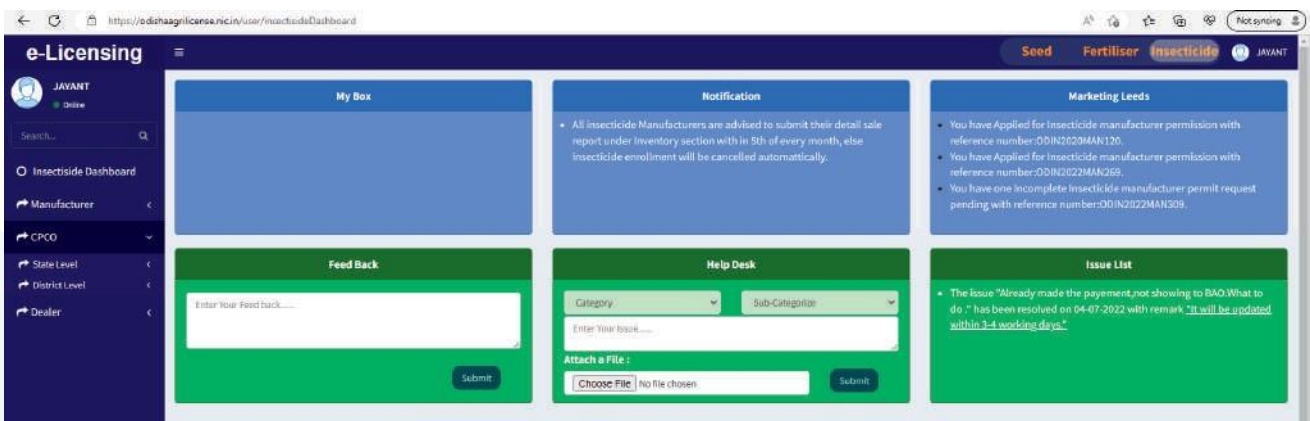 https://odishaagrilicense.nic.in/user/insectisideDashboard
Not syncing
e-Licensing
Seed Fertiliser Insecticide JAYANT
JAYANT
Online
Search...
Insectiside Dashboard
Manufacturer
CPCO
State Level
District Level
Dealer
My Box
Notification
All insecticide Manufacturers are advised to submit their detail sale
report under Inventory section with in 5th of every month, else
insecticide enrollment will be cancelled automattically.
Marketing Leeds
You have Applied for Insecticide manufacturer permission with
reference number:ODIN2020MAN120.
You have Applied for Insecticide manufacturer permission with
reference number:ODIN2022MAN269.
You have one Incomplete Insecticide manufacturer permit request
pending with reference number:ODIN2022MAN309.
Feed Back
Enter Your Feed back......
Submit
Help Desk
Category Sub-Categorize
Enter Your Issue......
Attach a File :
Choose File No file chosen
Submit
Issue List
The issue "Already made the payement,not showing to BAO.What to
do ." has been resolved on 04-07-2022 with remark "It will be updated
within 3-4 working days."